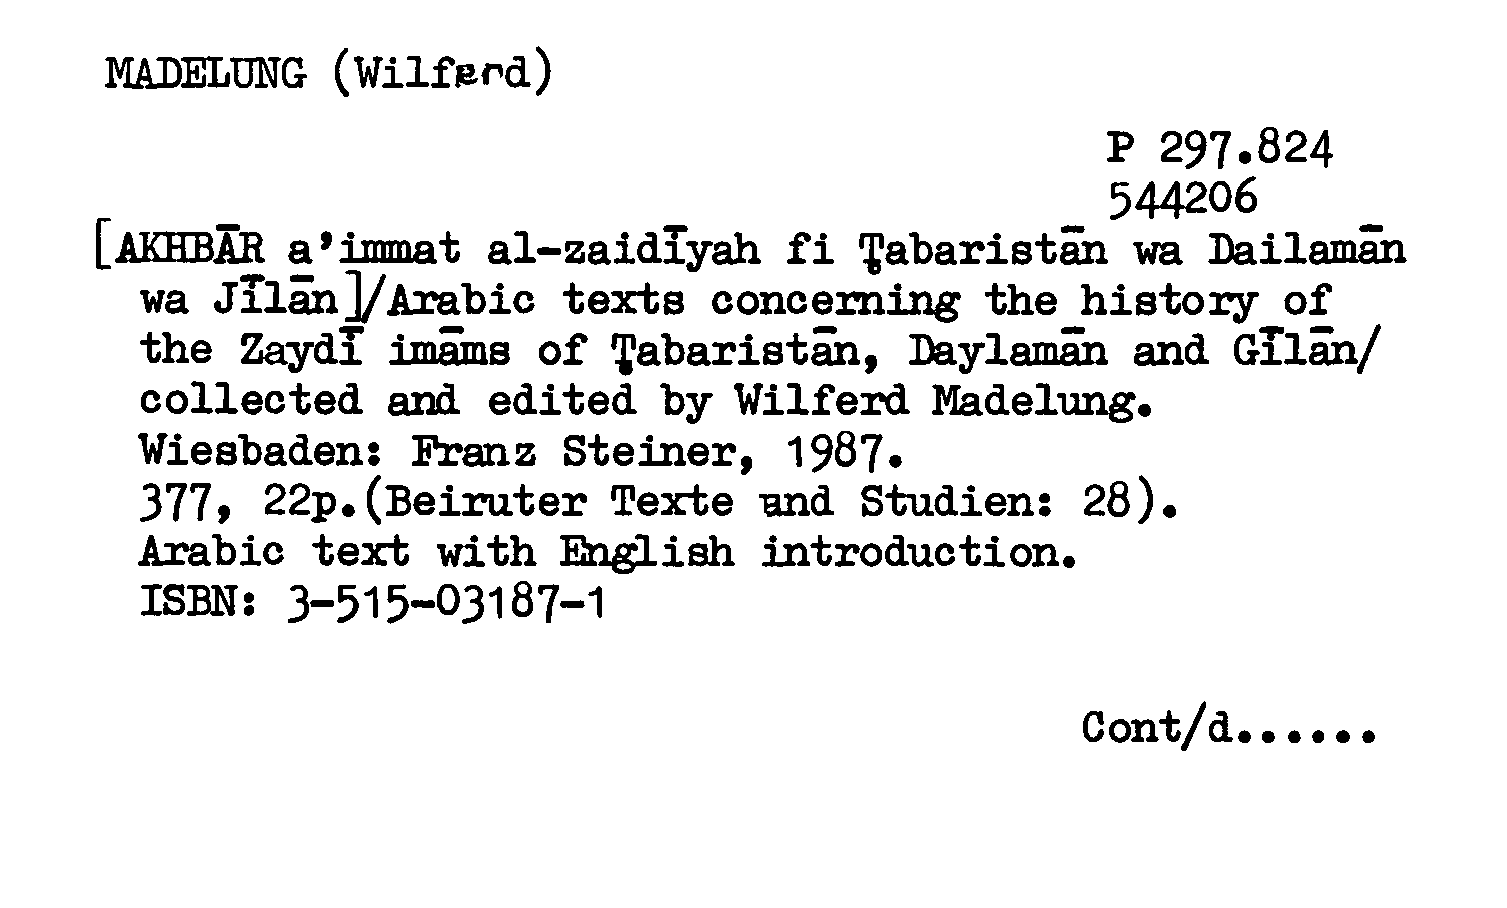 MADELUNG (Wilferd)
P 297.824
544206
[AKHBĀR a'immat al-zaidīyah fi Ţabaristān wa Dailamān
wa Jīlān]/Arabic texts concerning the history of
the Zaydī imāms of Ţabaristān, Daylamān and Gīlān/
collected and edited by Wilferd Madelung.
Wiesbaden: Franz Steiner, 1987.
377, 22p.(Beiruter Texte und Studien: 28).
Arabic text with English introduction.
ISBN: 3-515-03187-1
Cont/d......